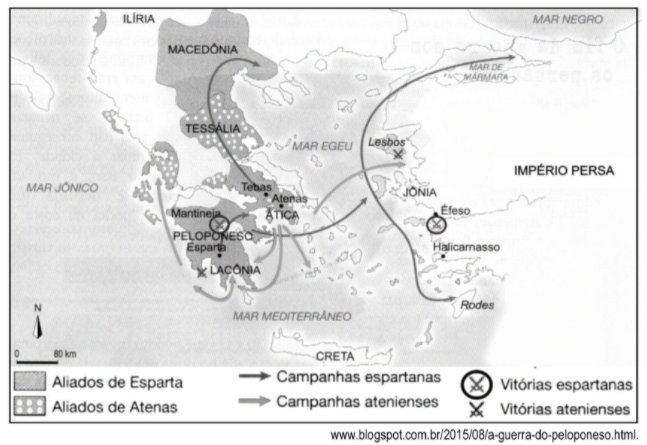 ILÍRIA
MAR NEGRO
MACEDÔNIA
MAR DE
MÁRMARA
TESSÁLIA
MAR EGEU
Lesbos
IMPÉRIO PERSA
MAR JÔNICO
Tebas
Atenas
JÔNIA
Mantineia
ÁTICA
Éfeso
PELOPONESO
Esparta
Halicarnasso
LACÔNIA
Rodes
N
MAR MEDITERRÂNEO
0 80 km
CRETA
Aliados de Esparta
Campanhas espartanas
Vitórias espartanas
Aliados de Atenas
Campanhas atenienses
Vitórias atenienses
www.blogspot.com.br/2015/08/a-guerra-do-peloponeso.html.